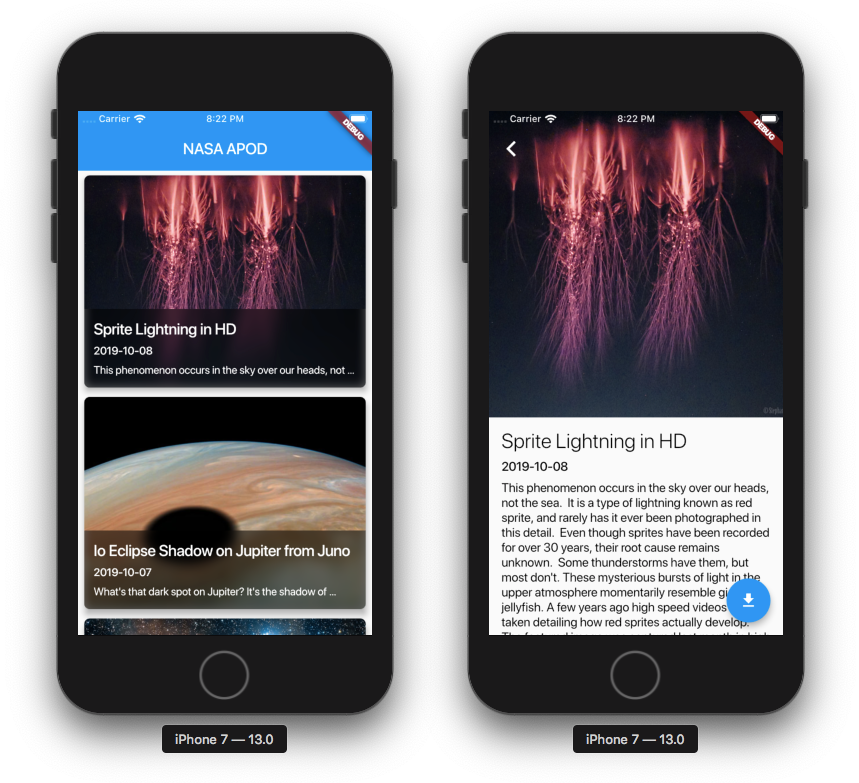 Carrier 8:22 PM
DEBUG
NASA APOD
Sprite Lightning in HD
2019-10-08
This phenomenon occurs in the sky over our heads, not ...
Io Eclipse Shadow on Jupiter from Juno
2019-10-07
What's that dark spot on Jupiter? It's the shadow of ...
iPhone 7 — 13.0
Carrier 8:22 PM
DEBUG
Sprite Lightning in HD
2019-10-08
This phenomenon occurs in the sky over our heads,
not the sea. It is a type of lightning known as red
sprite, and rarely has it ever been photographed in
this detail. Even though sprites have been recorded
for over 30 years, their root cause remains
unknown. Some thunderstorms have them, but
most don't. These mysterious bursts of light in the
upper atmosphere momentarily resemble
jellyfish. A few years ago high speed videos
taken detailing how red sprites actually develop.
iPhone 7 — 13.0